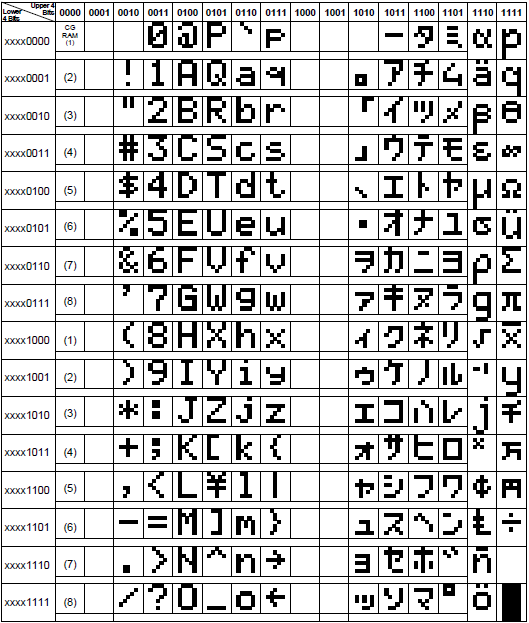 Lower 4 Bits Upper 4 Bits 0000 0001 0010 0011 0100 0101 0110 0111 1000 1001 1010 1011 1100 1101 1110 1111
xxxx0000 CG RAM (1) 0 @ P ` p ー タ ミ α p
xxxx0001 (2) ! 1 A Q a q 。 ア チ ム ä q
xxxx0010 (3) " 2 B R b r 「 イ ツ メ β θ
xxxx0011 (4) # 3 C S c s 」 ウ テ モ ε ∞
xxxx0100 (5) $ 4 D T d t 、 エ ト ヤ μ Ω
xxxx0101 (6) % 5 E U e u ・ オ ナ ユ σ ü
xxxx0110 (7) & 6 F V f v ヲ カ ニ ヨ ρ Σ
xxxx0111 (8) ' 7 G W g w ァ キ ヌ ラ g π
xxxx1000 (1) ( 8 H X h x ィ ク ネ リ √ x̄
xxxx1001 (2) ) 9 I Y i y ゥ ケ ノ ル ⁻¹ y
xxxx1010 (3) * : J Z j z ェ コ ハ レ j 千
xxxx1011 (4) + ; K [ k { ォ サ ヒ ロ ˣ 万
xxxx1100 (5) , < L ¥ l | ャ シ フ ワ ¢ 円
xxxx1101 (6) - = M ] m } ュ ス ヘ ン £ ÷
xxxx1110 (7) . > N ^ n → ョ セ ホ ゛ ñ
xxxx1111 (8) / ? O _ o ← ッ ソ マ ゜ ö █